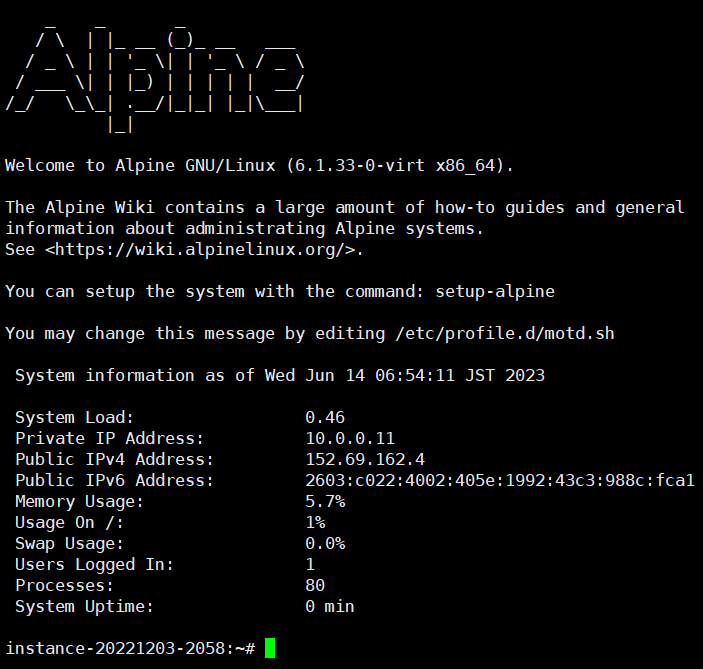 Alpine
Welcome to Alpine GNU/Linux (6.1.33-0-virt x86_64).
The Alpine Wiki contains a large amount of how-to guides and general
information about administrating Alpine systems.
See <https://wiki.alpinelinux.org/>.
You can setup the system with the command: setup-alpine
You may change this message by editing /etc/profile.d/motd.sh
System information as of Wed Jun 14 06:54:11 JST 2023
System Load: 0.46
Private IP Address: 10.0.0.11
Public IPv4 Address: 152.69.162.4
Public IPv6 Address: 2603:c022:4002:405e:1992:43c3:988c:fca1
Memory Usage: 5.7%
Usage On /: 1%
Swap Usage: 0.0%
Users Logged In: 1
Processes: 80
System Uptime: 0 min
instance-20221203-2058:~#